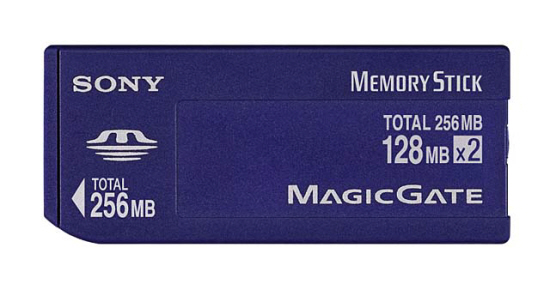 SONY
MEMORY STICK
TOTAL 256MB
128MB x2
TOTAL
256MB
MAGICGATE